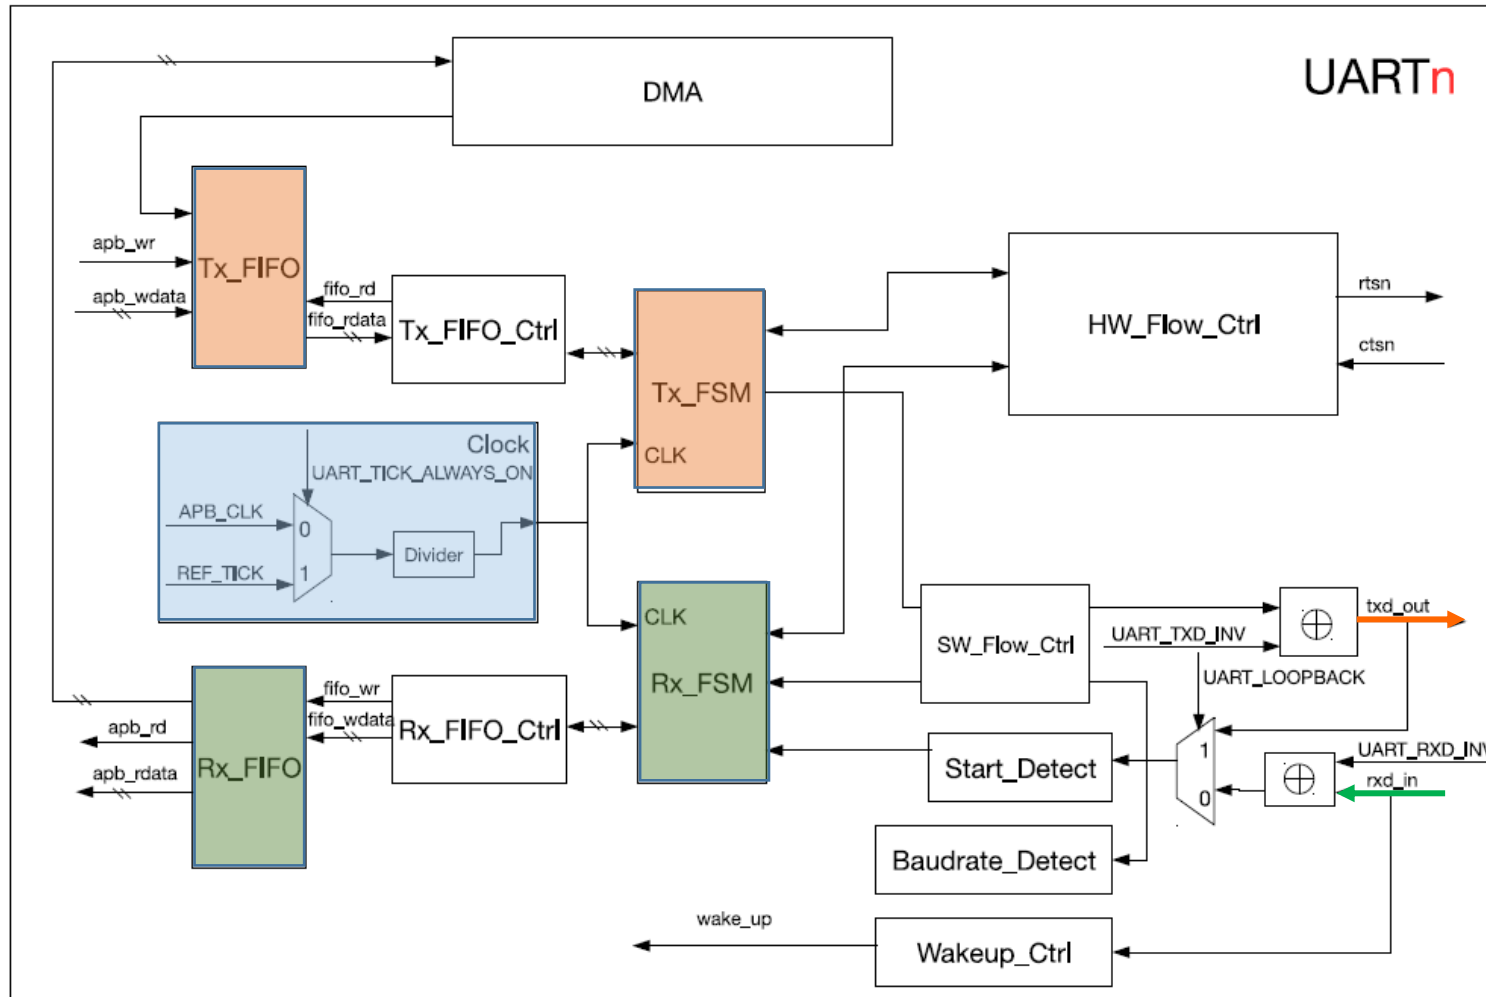 DMA
UARTn
apb_wr
Tx_FIFO
apb_wdata
fifo_rd
fifo_rdata
Tx_FIFO_Ctrl
Tx_FSM
CLK
HW_Flow_Ctrl
rtsn
ctsn
Clock
UART_TICK_ALWAYS_ON
APB_CLK
0
Divider
REF_TICK
1
CLK
Rx_FSM
SW_Flow_Ctrl
txd_out
UART_TXD_INV
UART_LOOPBACK
fifo_wr
fifo_wdata
Rx_FIFO_Ctrl
apb_rd
Rx_FIFO
apb_rdata
Start_Detect
1
0
UART_RXD_INV
rxd_in
Baudrate_Detect
wake_up
Wakeup_Ctrl